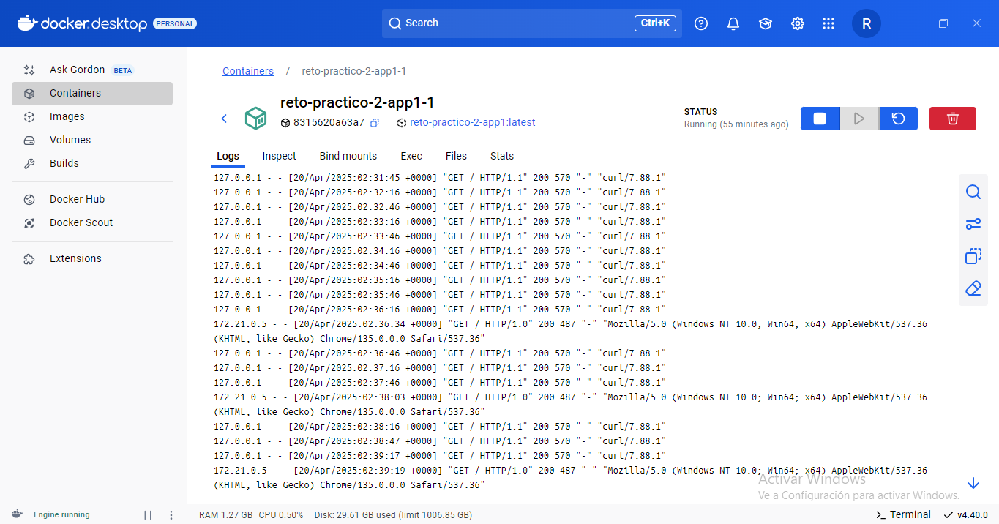 docker.desktop PERSONAL
Search
Ctrl+K
R
Ask Gordon BETA
Containers
Images
Volumes
Builds
Docker Hub
Docker Scout
Extensions
Containers / reto-practico-2-app1-1
reto-practico-2-app1-1
8315620a63a7 reto-practico-2-app1:latest
STATUS
Running (55 minutes ago)
Logs Inspect Bind mounts Exec Files Stats
127.0.0.1 - - [20/Apr/2025:02:31:45 +0000] "GET / HTTP/1.1" 200 570 "-" "curl/7.88.1"
127.0.0.1 - - [20/Apr/2025:02:32:16 +0000] "GET / HTTP/1.1" 200 570 "-" "curl/7.88.1"
127.0.0.1 - - [20/Apr/2025:02:32:46 +0000] "GET / HTTP/1.1" 200 570 "-" "curl/7.88.1"
127.0.0.1 - - [20/Apr/2025:02:33:16 +0000] "GET / HTTP/1.1" 200 570 "-" "curl/7.88.1"
127.0.0.1 - - [20/Apr/2025:02:33:46 +0000] "GET / HTTP/1.1" 200 570 "-" "curl/7.88.1"
127.0.0.1 - - [20/Apr/2025:02:34:16 +0000] "GET / HTTP/1.1" 200 570 "-" "curl/7.88.1"
127.0.0.1 - - [20/Apr/2025:02:34:46 +0000] "GET / HTTP/1.1" 200 570 "-" "curl/7.88.1"
127.0.0.1 - - [20/Apr/2025:02:35:16 +0000] "GET / HTTP/1.1" 200 570 "-" "curl/7.88.1"
127.0.0.1 - - [20/Apr/2025:02:35:46 +0000] "GET / HTTP/1.1" 200 570 "-" "curl/7.88.1"
127.0.0.1 - - [20/Apr/2025:02:36:16 +0000] "GET / HTTP/1.1" 200 570 "-" "curl/7.88.1"
172.21.0.5 - - [20/Apr/2025:02:36:34 +0000] "GET / HTTP/1.0" 200 487 "-" "Mozilla/5.0 (Windows NT 10.0; Win64; x64) AppleWebKit/537.36
(KHTML, like Gecko) Chrome/135.0.0.0 Safari/537.36"
127.0.0.1 - - [20/Apr/2025:02:36:46 +0000] "GET / HTTP/1.1" 200 570 "-" "curl/7.88.1"
127.0.0.1 - - [20/Apr/2025:02:37:16 +0000] "GET / HTTP/1.1" 200 570 "-" "curl/7.88.1"
127.0.0.1 - - [20/Apr/2025:02:37:46 +0000] "GET / HTTP/1.1" 200 570 "-" "curl/7.88.1"
172.21.0.5 - - [20/Apr/2025:02:38:03 +0000] "GET / HTTP/1.0" 200 487 "-" "Mozilla/5.0 (Windows NT 10.0; Win64; x64) AppleWebKit/537.36
(KHTML, like Gecko) Chrome/135.0.0.0 Safari/537.36"
127.0.0.1 - - [20/Apr/2025:02:38:16 +0000] "GET / HTTP/1.1" 200 570 "-" "curl/7.88.1"
127.0.0.1 - - [20/Apr/2025:02:38:47 +0000] "GET / HTTP/1.1" 200 570 "-" "curl/7.88.1"
127.0.0.1 - - [20/Apr/2025:02:39:17 +0000] "GET / HTTP/1.1" 200 570 "-" "curl/7.88.1"
172.21.0.5 - - [20/Apr/2025:02:39:19 +0000] "GET / HTTP/1.0" 200 487 "-" "Mozilla/5.0 (Windows NT 10.0; Win64; x64) AppleWebKit/537.36
(KHTML, like Gecko) Chrome/135.0.0.0 Safari/537.36"
Activar Windows
Ve a Configuración para activar Windows.
Engine running
RAM 1.27 GB CPU 0.50% Disk: 29.61 GB used (limit 1006.85 GB)
>_ Terminal
v4.40.0